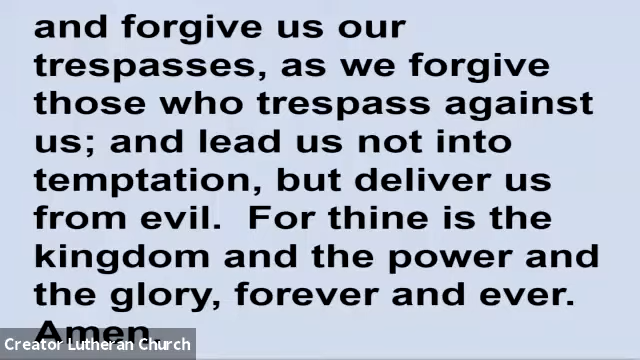 and forgive us our
trespasses, as we forgive
those who trespass against
us; and lead us not into
temptation, but deliver us
from evil.  For thine is the
kingdom and the power and
the glory, forever and ever.
Amen.
Creator Lutheran Church